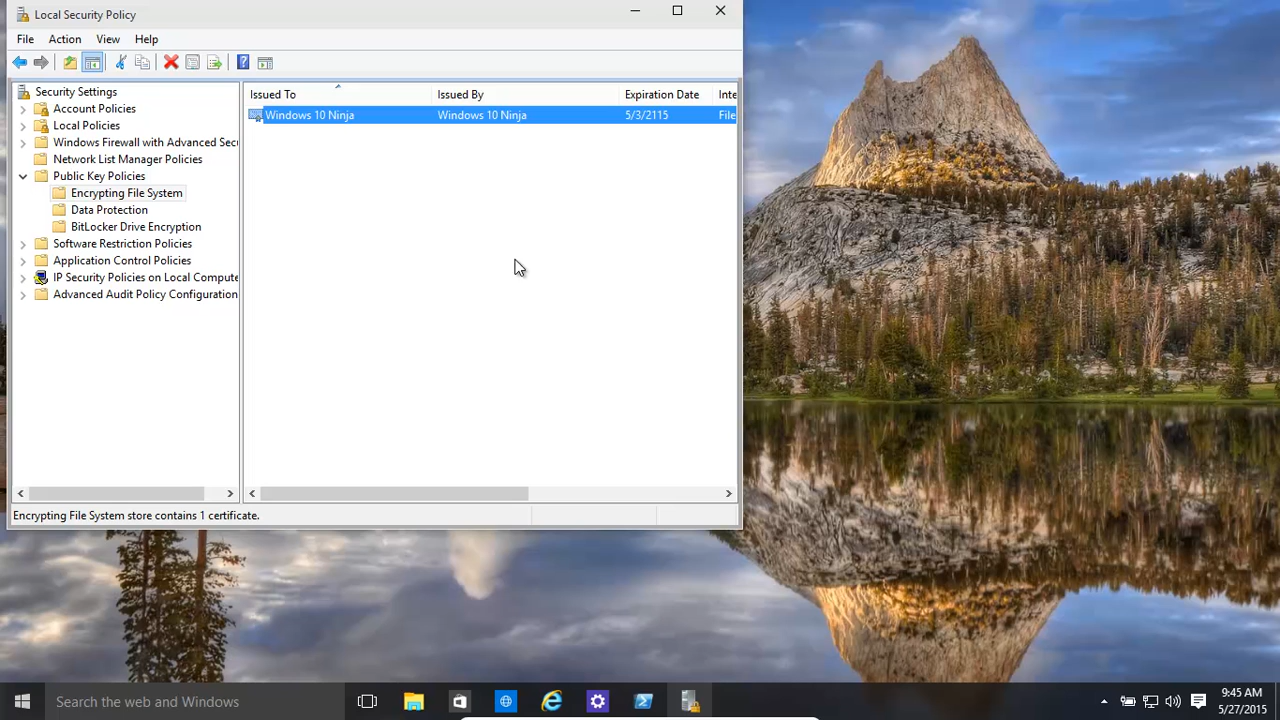 Local Security Policy
File Action View Help
Security Settings
Account Policies
Local Policies
Windows Firewall with Advanced Secu
Network List Manager Policies
Public Key Policies
Encrypting File System
Data Protection
BitLocker Drive Encryption
Software Restriction Policies
Application Control Policies
IP Security Policies on Local Compute
Advanced Audit Policy Configuration
Issued To Issued By Expiration Date Inte
Windows 10 Ninja Windows 10 Ninja 5/3/2115 File
Encrypting File System store contains 1 certificate.
Search the web and Windows
9:45 AM
5/27/2015